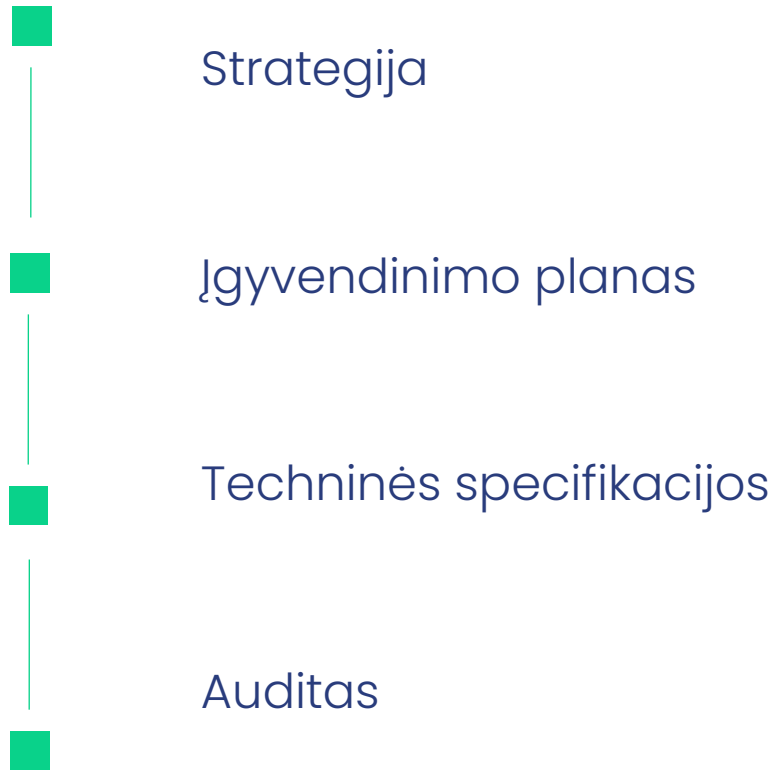 Strategija
Įgyvendinimo planas
Techninės specifikacijos
Auditas